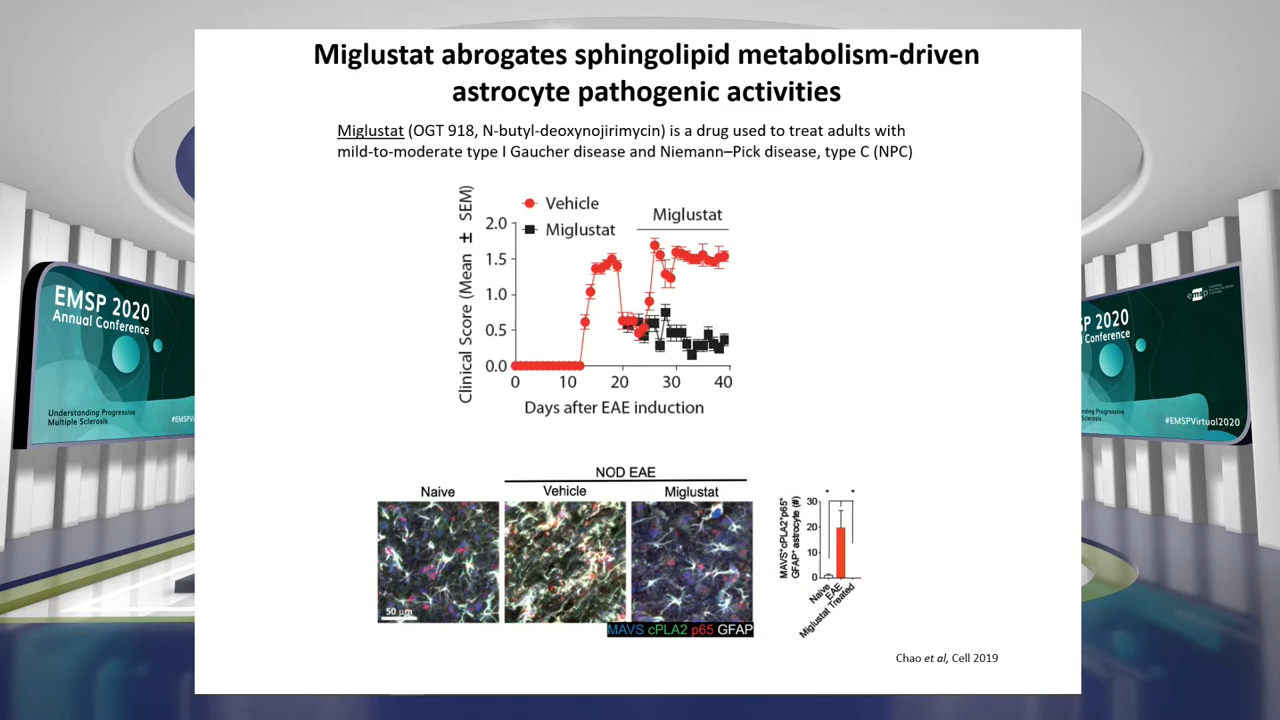 Miglustat abrogates sphingolipid metabolism-driven
astrocyte pathogenic activities
Miglustat (OGT 918, N-butyl-deoxynojirimycin) is a drug used to treat adults with
mild-to-moderate type I Gaucher disease and Niemann–Pick disease, type C (NPC)
Clinical Score (Mean ± SEM)
Vehicle
Miglustat
Miglustat
2.0
1.5
1.0
0.5
0.0
0 10 20 30 40
Days after EAE induction
NOD EAE
Naive Vehicle Miglustat
50 µm
MAVS cPLA2 p65 GFAP
MAVS+cPLA2+p65+
GFAP+ astrocyte (#)
* *
30
20
10
0
Naive
EAE
Miglustat Treated
Chao et al, Cell 2019
EMSP 2020
Annual Conference
Understanding Progressive
Multiple Sclerosis
#EMSPVi
emsp
SP 2020
Conference
nding Progressive
Sclerosis
#EMSPVirtual2020